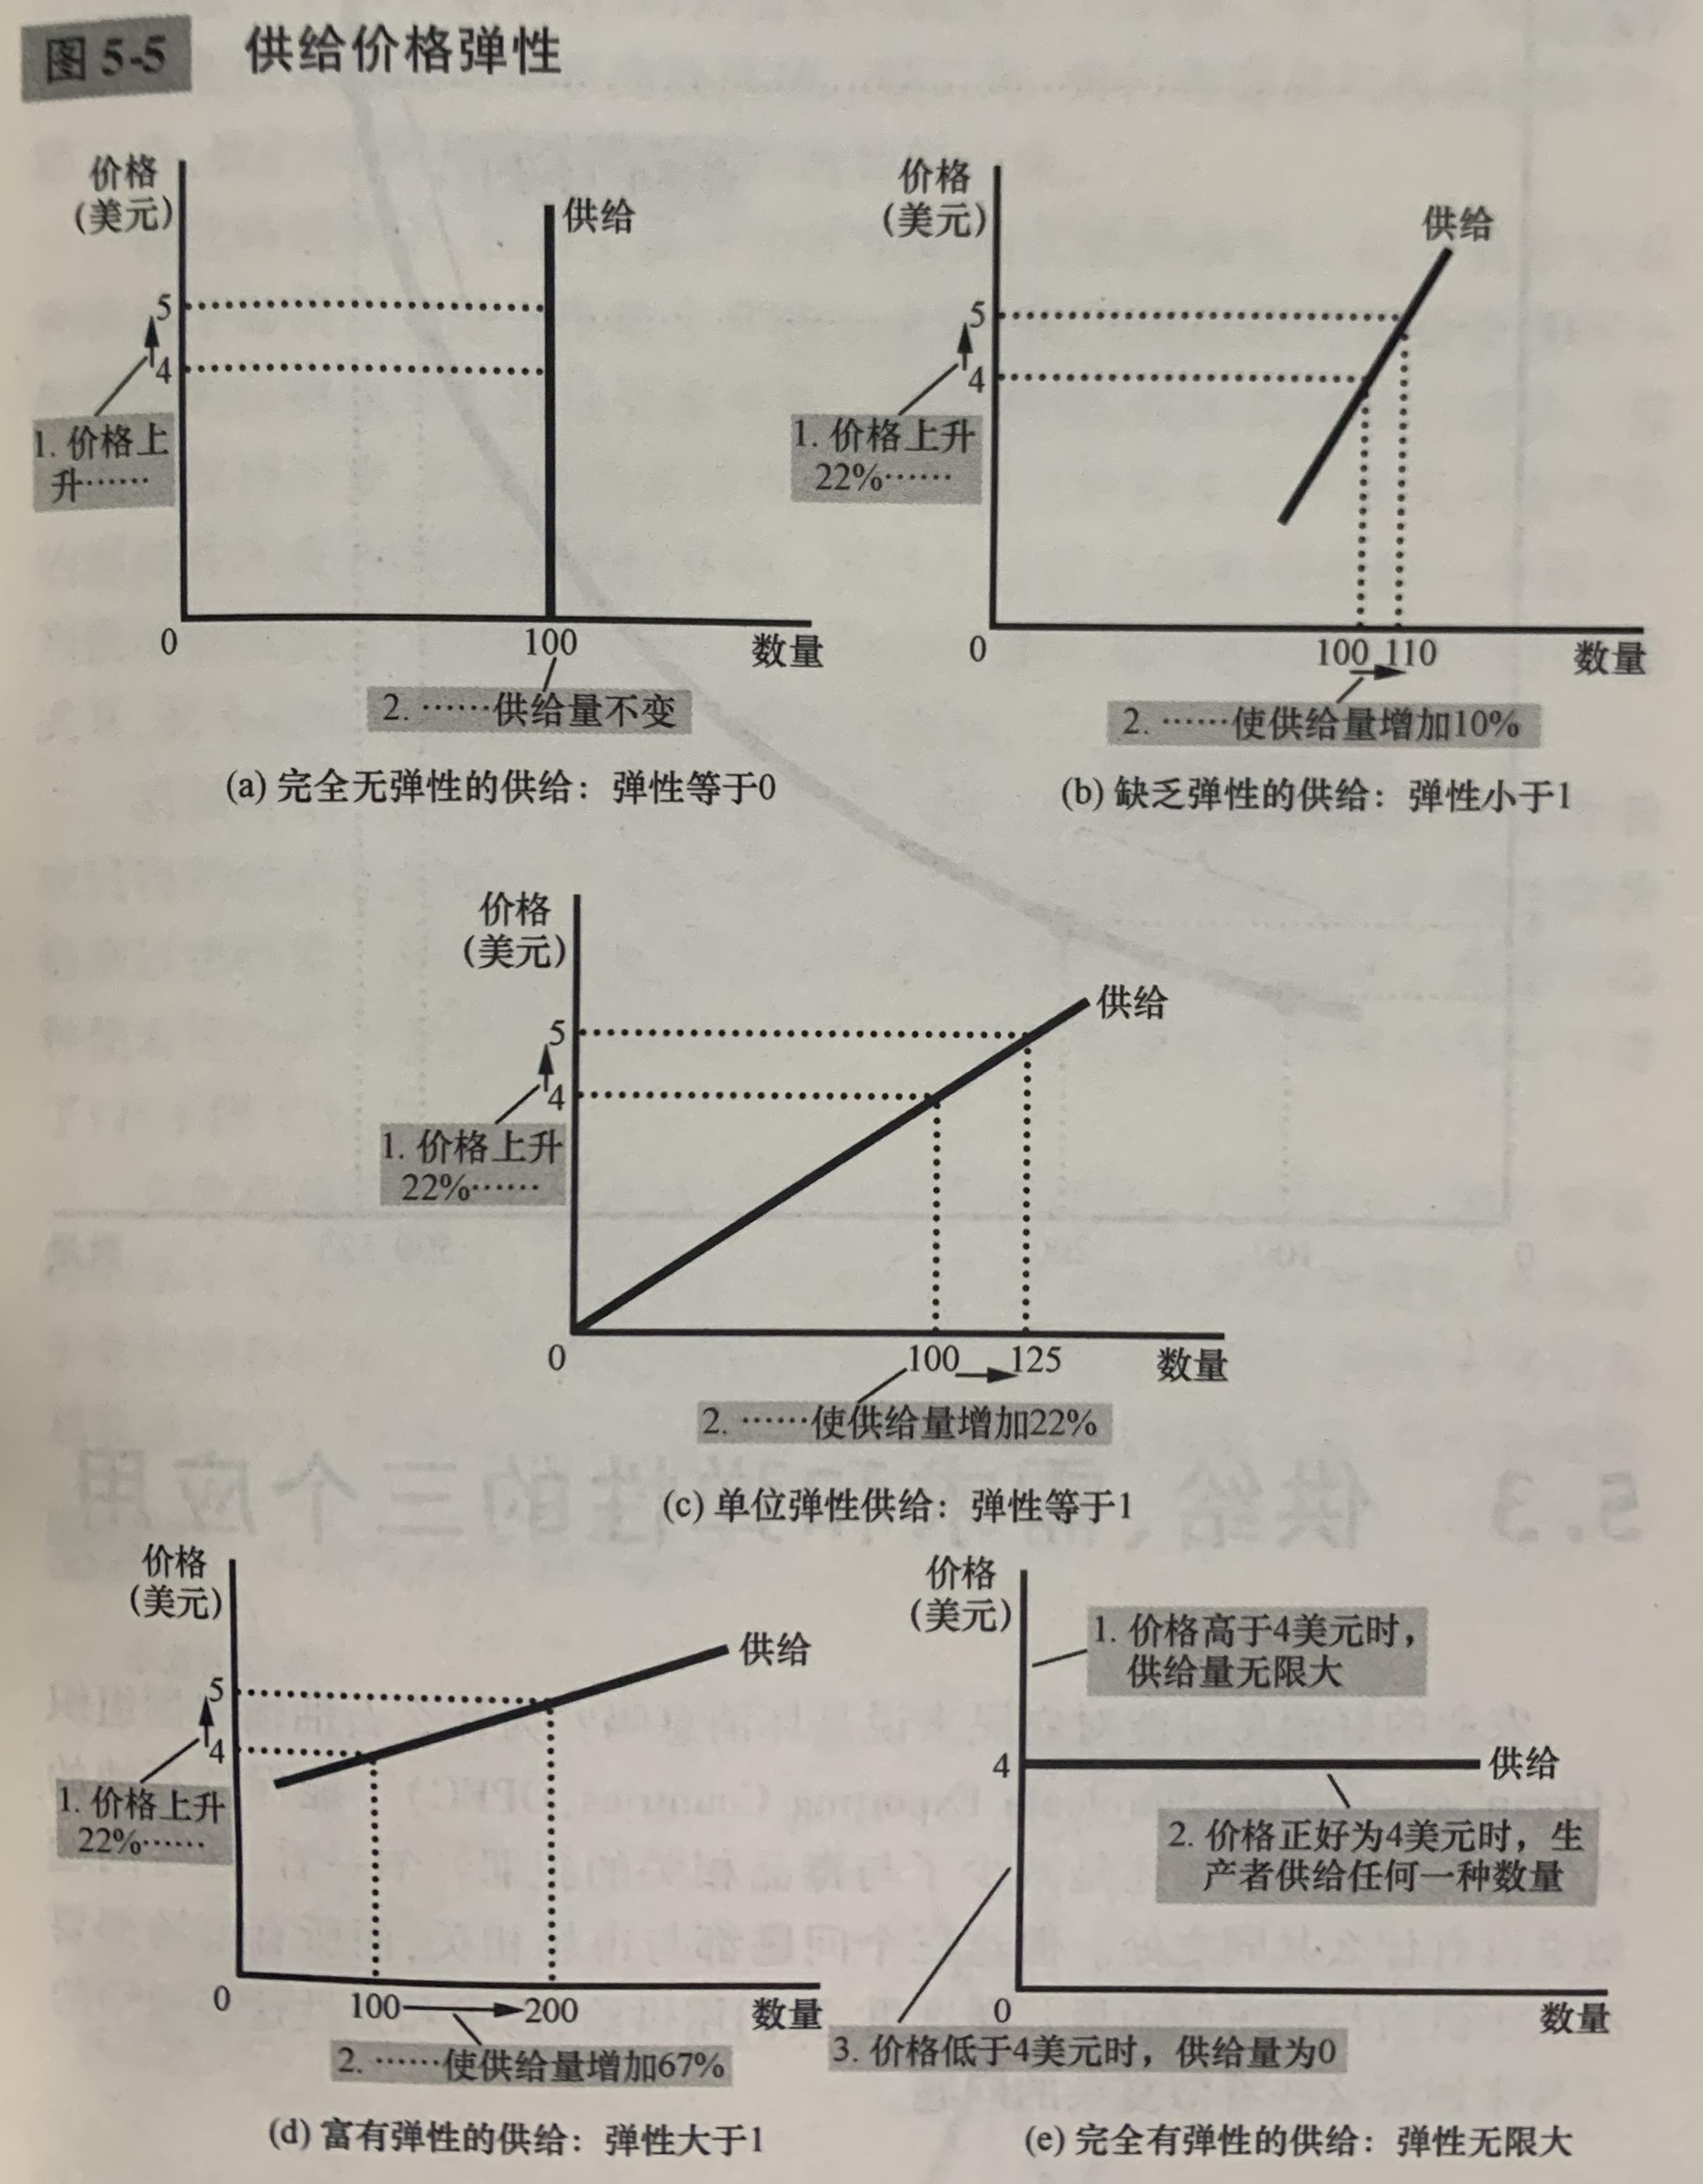 图 5-5 供给价格弹性
价格
(美元)
供给
5
4
1. 价格上
升……
0
100
数量
2. ……供给量不变
(a) 完全无弹性的供给：弹性等于0
价格
(美元)
供给
5
4
1. 价格上升
22%……
0
100 110
数量
2. ……使供给量增加10%
(b) 缺乏弹性的供给：弹性小于1
价格
(美元)
供给
5
4
1. 价格上升
22%……
0
100 125
数量
2. ……使供给量增加22%
(c) 单位弹性供给：弹性等于1
价格
(美元)
供给
5
4
1. 价格上升
22%……
0
100 200
数量
2. ……使供给量增加67%
(d) 富有弹性的供给：弹性大于1
价格
(美元)
1. 价格高于4美元时，
供给量无限大
4
供给
2. 价格正好为4美元时，生
产者供给任何一种数量
0
数量
3. 价格低于4美元时，供给量为0
(e) 完全有弹性的供给：弹性无限大